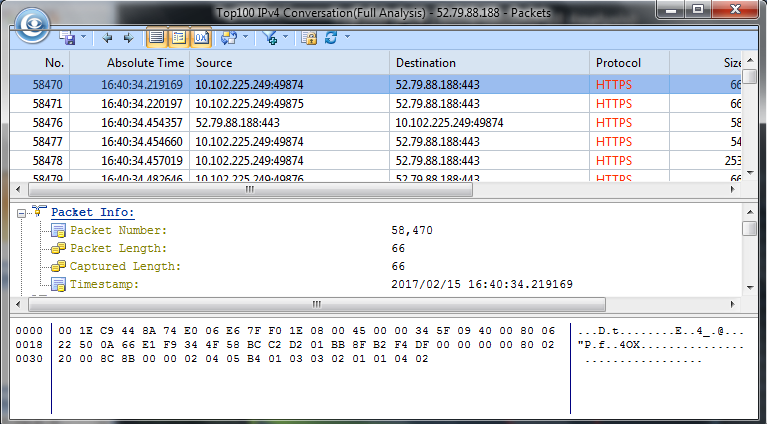 Top100 IPv4 Conversation(Full Analysis) - 52.79.88.188 - Packets
No. Absolute Time Source Destination Protocol Size
58470 16:40:34.219169 10.102.225.249:49874 52.79.88.188:443 HTTPS 66
58471 16:40:34.220197 10.102.225.249:49875 52.79.88.188:443 HTTPS 66
58476 16:40:34.454357 52.79.88.188:443 10.102.225.249:49874 HTTPS 58
58477 16:40:34.454660 10.102.225.249:49874 52.79.88.188:443 HTTPS 54
58478 16:40:34.457019 10.102.225.249:49874 52.79.88.188:443 HTTPS 253
58479 16:40:34.482646 10.102.225.249:49876 52.79.88.188:443 HTTPS 66
Packet Info:
Packet Number: 58,470
Packet Length: 66
Captured Length: 66
Timestamp: 2017/02/15 16:40:34.219169
0000 00 1E C9 44 8A 74 E0 06 E6 7F F0 1E 08 00 45 00 00 34 5F 09 40 00 80 06 ...D.t........E..4_.@...
0018 22 50 0A 66 E1 F9 34 4F 58 BC C2 D2 01 BB 8F B2 F4 DF 00 00 00 00 80 02 "P.f..4OX...............
0030 20 00 8C 8B 00 00 02 04 05 B4 01 03 03 02 01 01 04 02 .................